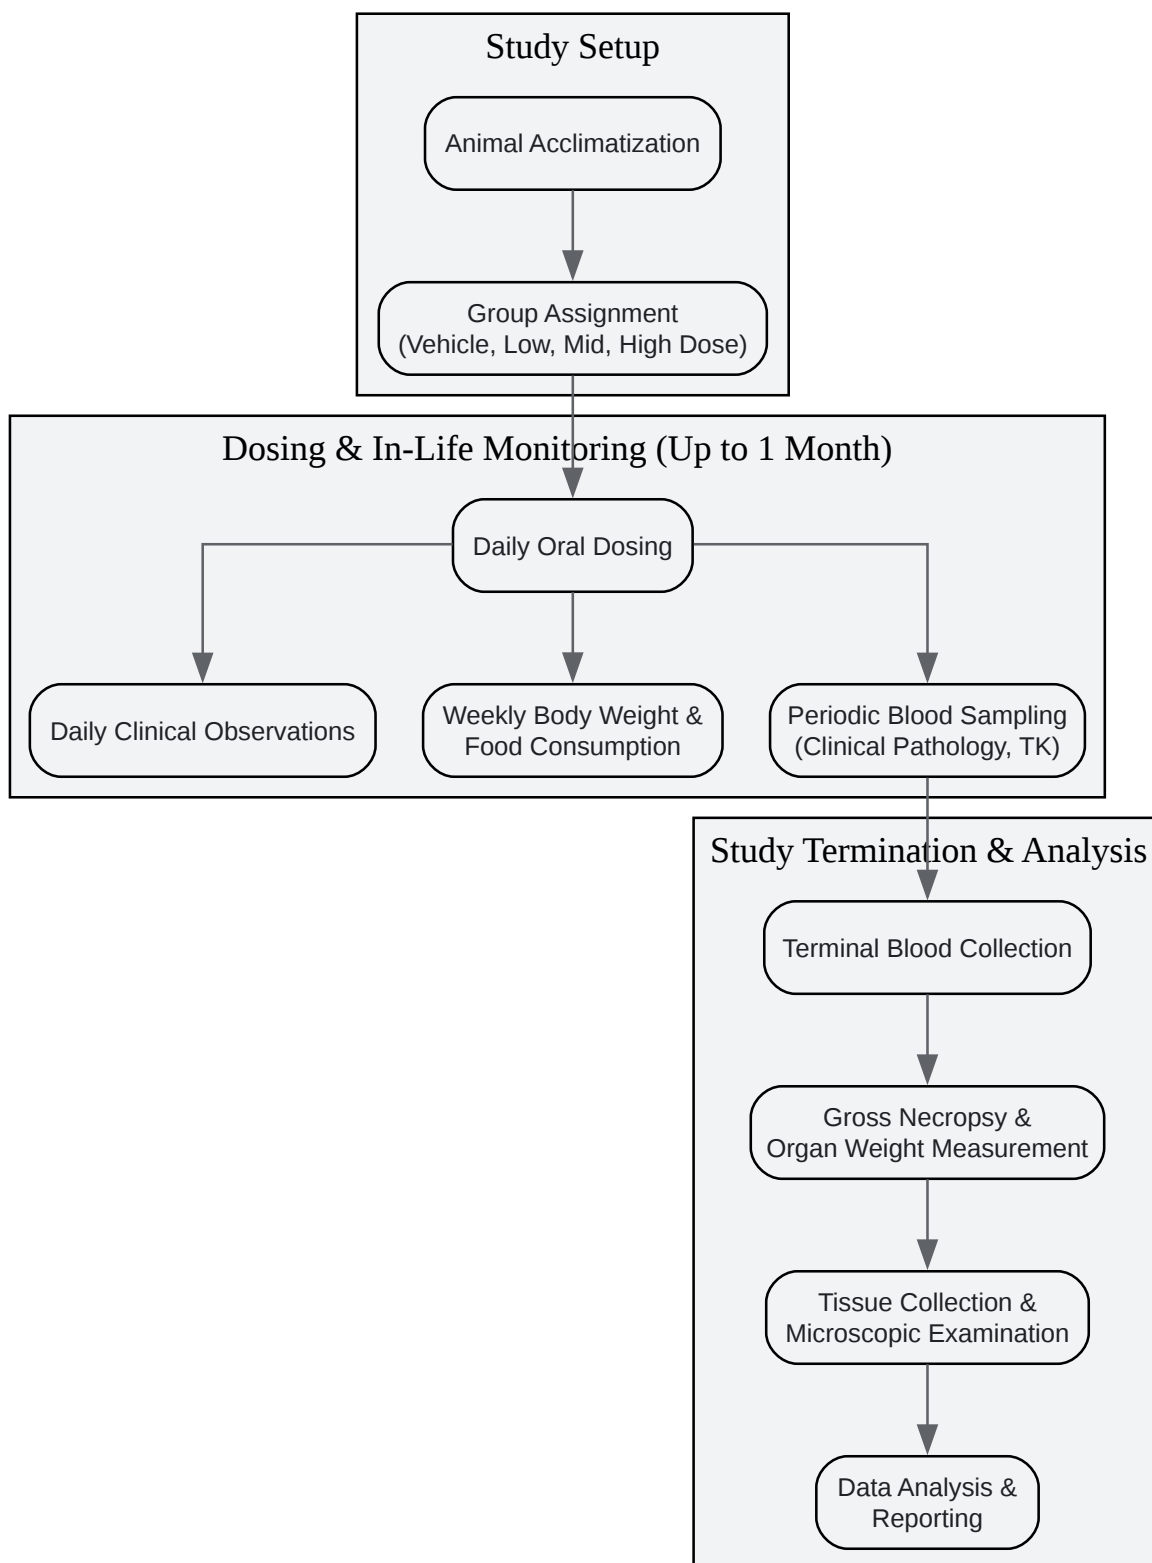 Study Setup
Animal Acclimatization
Group Assignment
(Vehicle, Low, Mid, High Dose)
Dosing & In-Life Monitoring (Up to 1 Month)
Daily Oral Dosing
Daily Clinical Observations
Weekly Body Weight &
Food Consumption
Periodic Blood Sampling
(Clinical Pathology, TK)
Study Termination & Analysis
Terminal Blood Collection
Gross Necropsy &
Organ Weight Measurement
Tissue Collection &
Microscopic Examination
Data Analysis &
Reporting